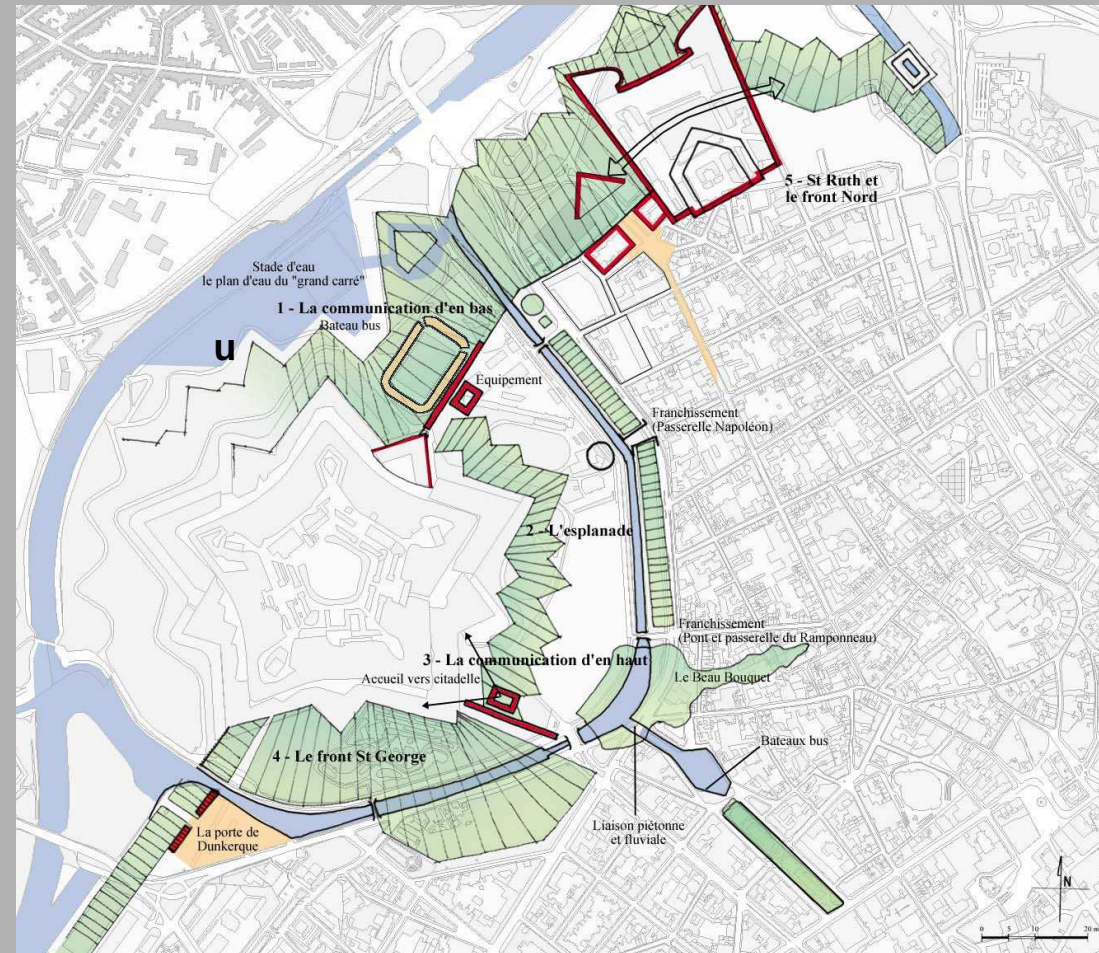 5 - St Ruth et
le front Nord
Stade d'eau
le plan d'eau du "grand carré"
1 - La communication d'en bas
Bateau bus
u
Equipement
Franchissement
(Passerelle Napoléon)
2 - L'esplanade
Franchissement
(Pont et passerelle du Ramponneau)
3 - La communication d'en haut
Accueil vers citadelle
Le Beau Bouquet
Bateaux bus
4 - Le front St George
La porte de
Dunkerque
Liaison piètonne
et fluviale
N
0 5 10 20 m